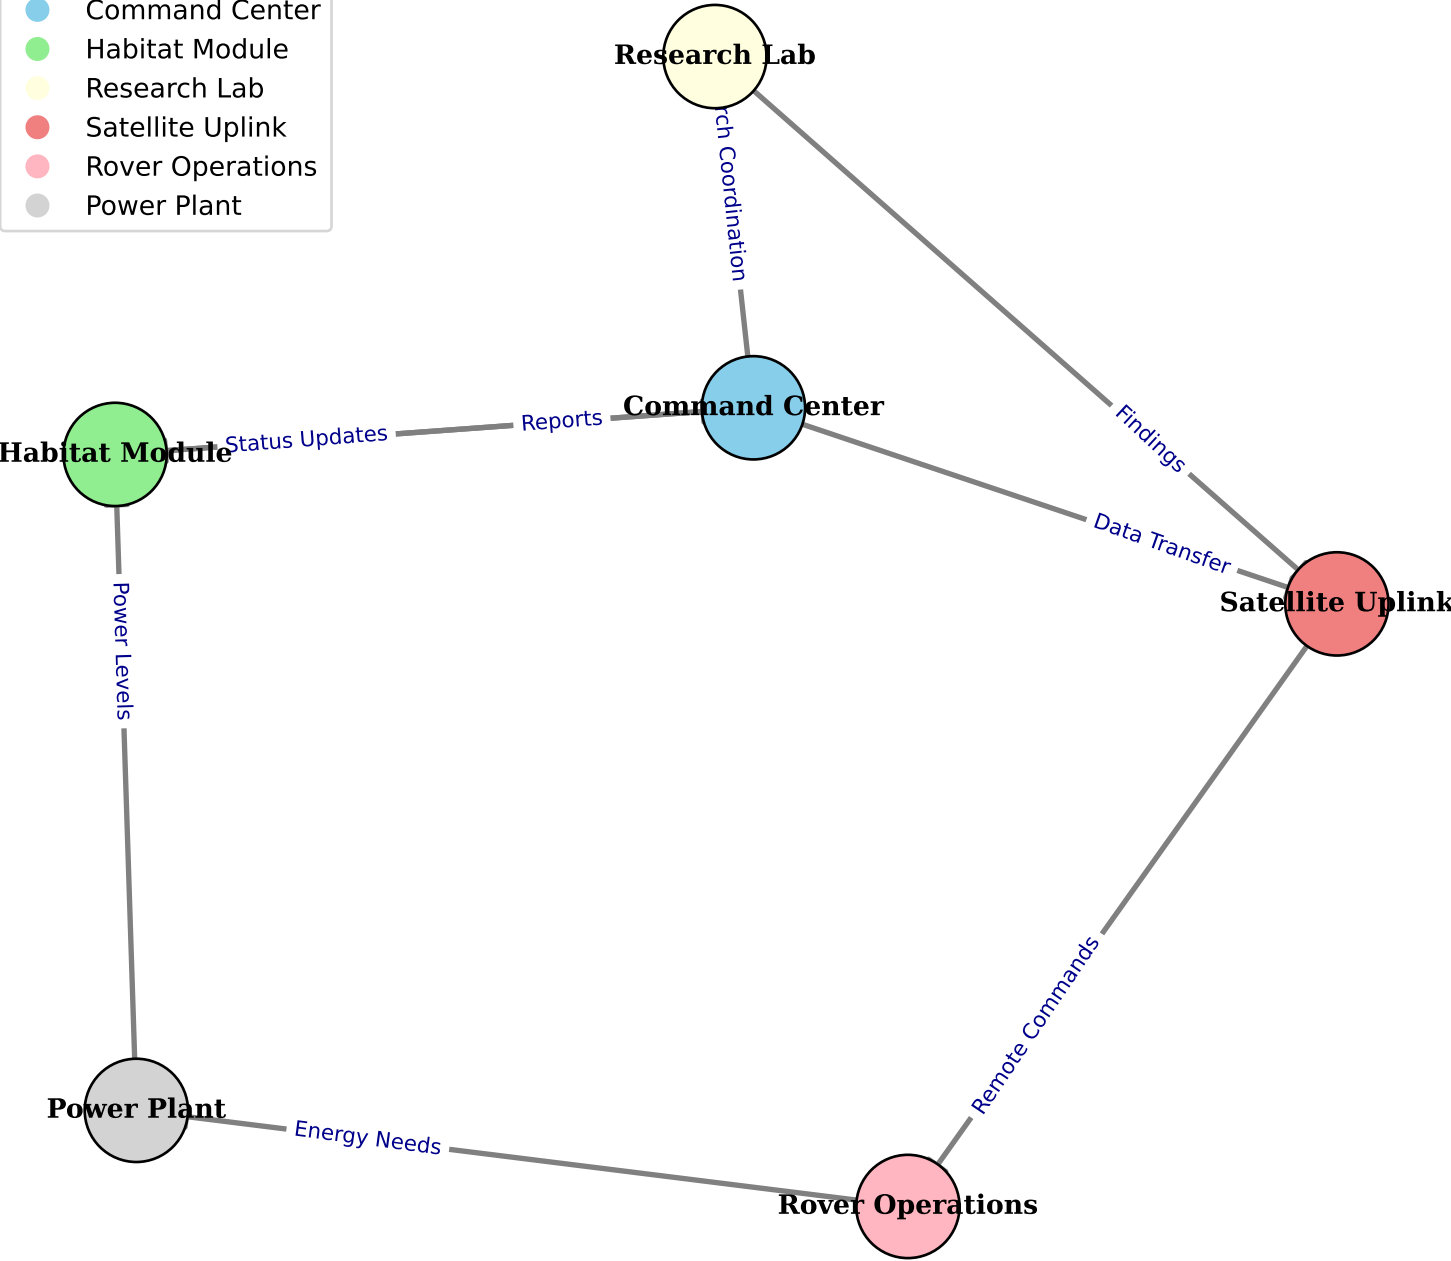 Command Center
Habitat Module
Research Lab
Satellite Uplink
Rover Operations
Power Plant
Research Lab
Coordination
Command Center
Reports
Status Updates
Habitat Module
Findings
Data Transfer
Satellite Uplink
Power Levels
Remote Commands
Power Plant
Energy Needs
Rover Operations